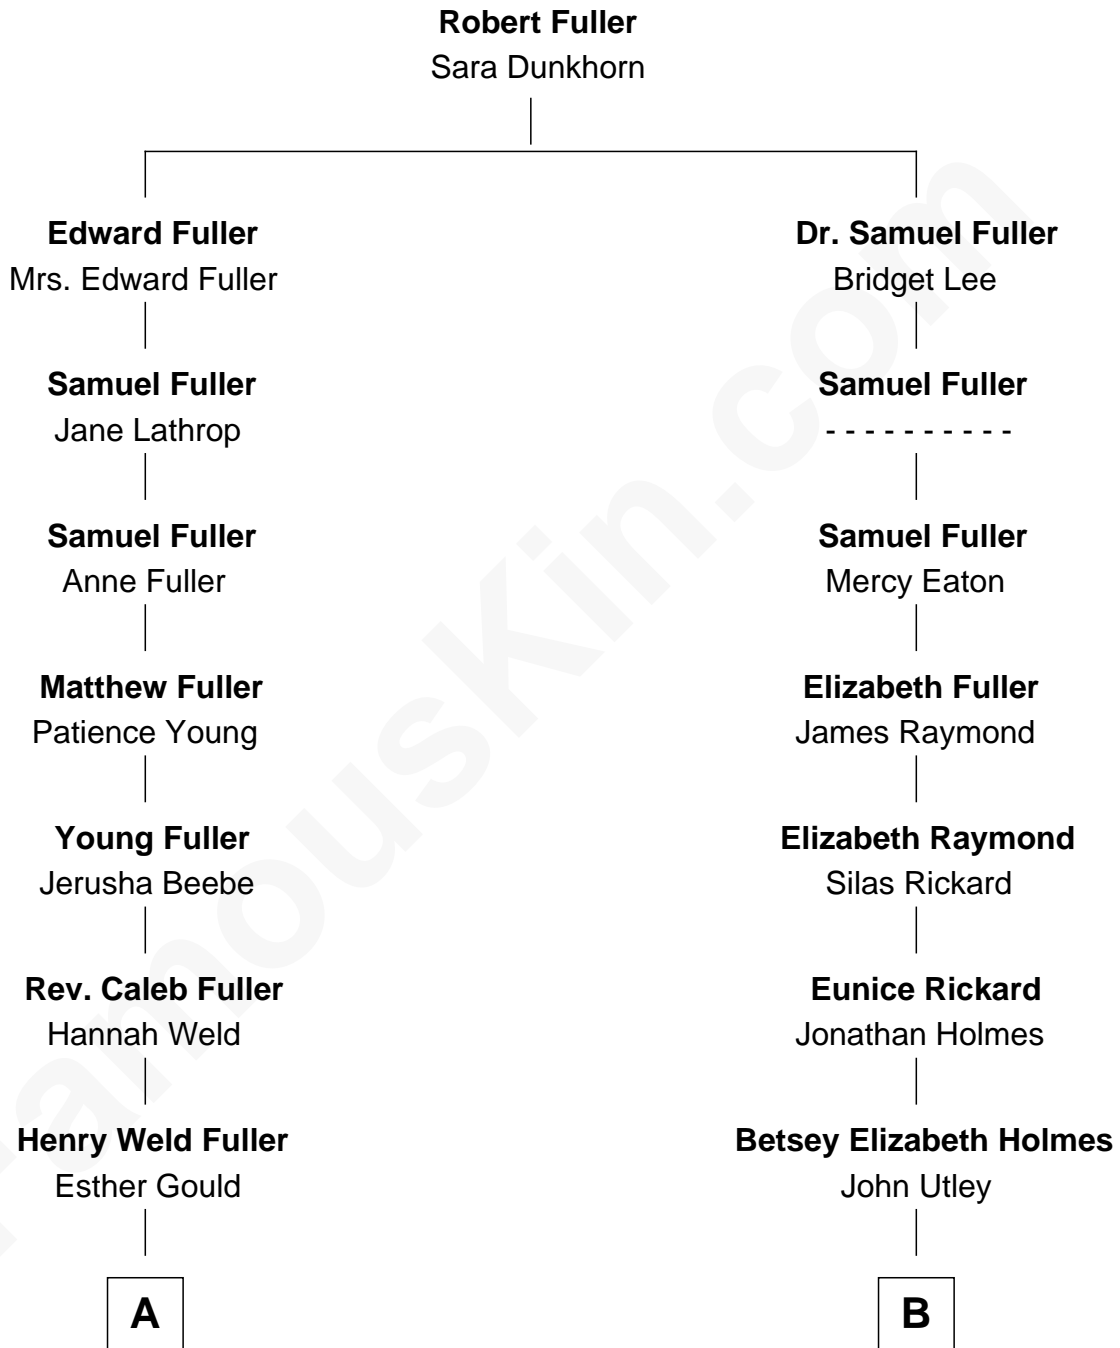 Robert Fuller
Sara Dunkhorn
Edward Fuller
Mrs. Edward Fuller
Dr. Samuel Fuller
Bridget Lee
Samuel Fuller
Jane Lathrop
Samuel Fuller
- - - - - - - - - -
Samuel Fuller
Anne Fuller
Samuel Fuller
Mercy Eaton
Matthew Fuller
Patience Young
Elizabeth Fuller
James Raymond
Young Fuller
Jerusha Beebe
Elizabeth Raymond
Silas Rickard
Rev. Caleb Fuller
Hannah Weld
Eunice Rickard
Jonathan Holmes
Henry Weld Fuller
Esther Gould
Betsey Elizabeth Holmes
John Utley
A
B
FamousKin.com